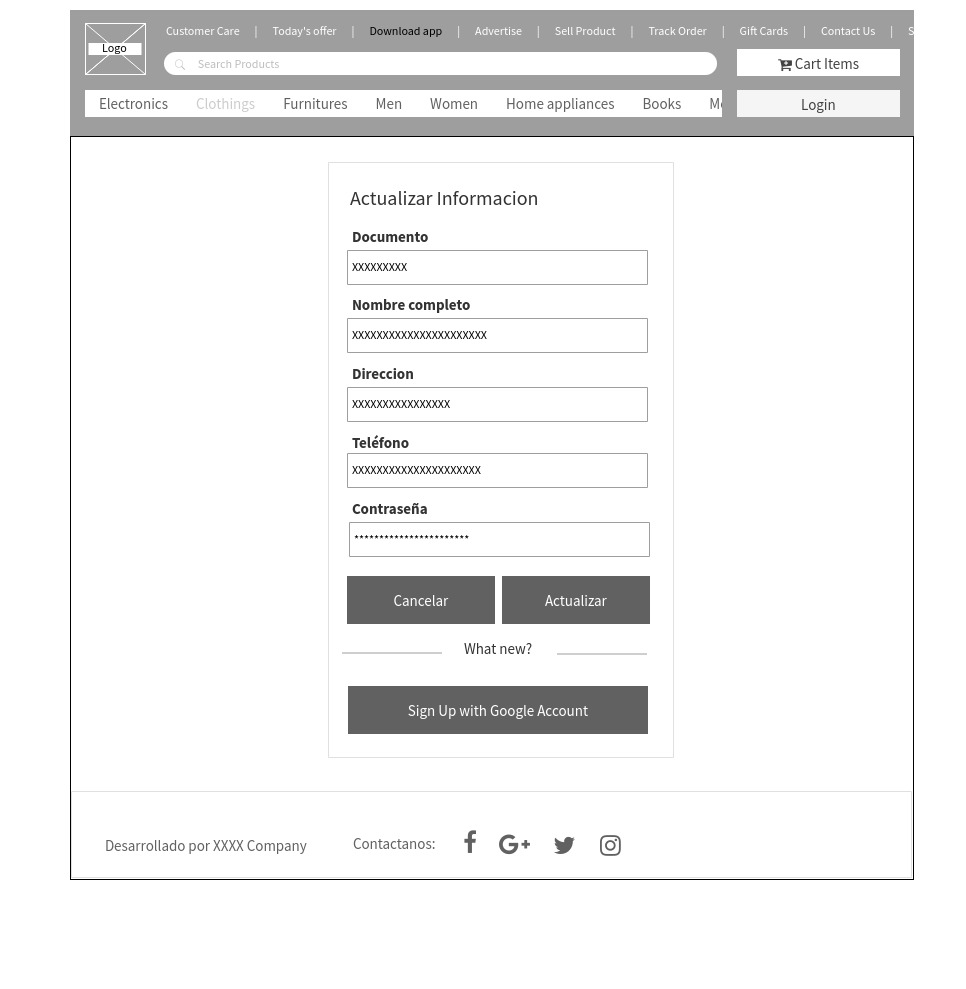 Logo
Customer Care | Today's offer | Download app | Advertise | Sell Product | Track Order | Gift Cards | Contact Us | S
Search Products
Cart Items
Electronics Clothings Furnitures Men Women Home appliances Books Mo
Login
Actualizar Informacion
Documento
XXXXXXXXX
Nombre completo
XXXXXXXXXXXXXXXXXXXXXX
Direccion
XXXXXXXXXXXXXXXX
Teléfono
XXXXXXXXXXXXXXXXXXXXX
Contraseña
***********************
Cancelar Actualizar
What new?
Sign Up with Google Account
Desarrollado por XXXX Company Contactanos: